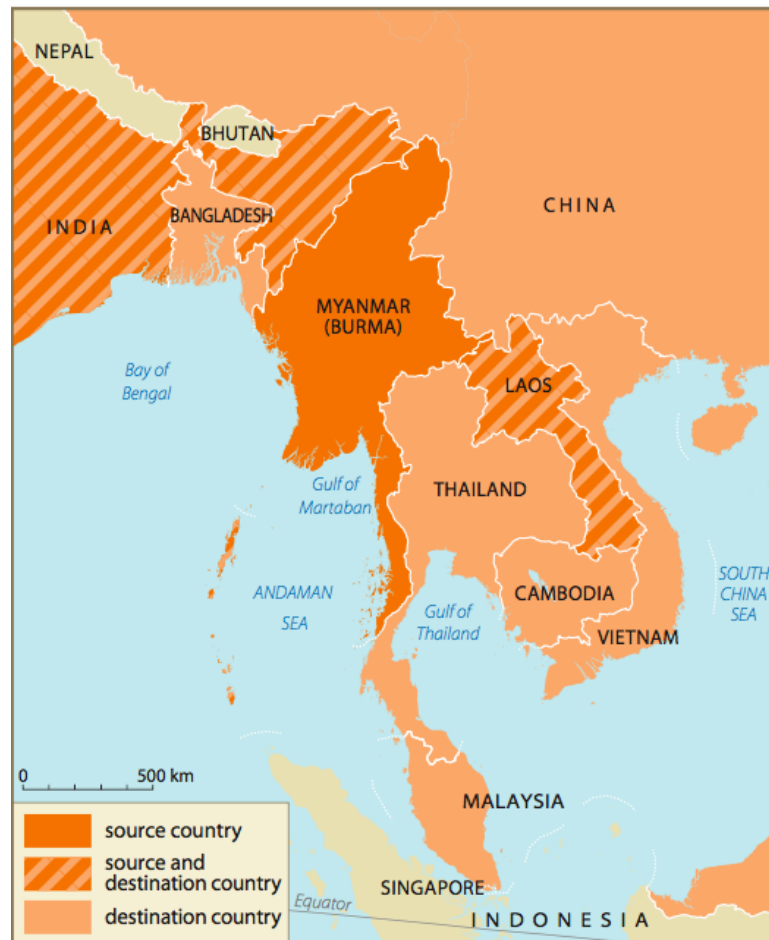 NEPAL
BHUTAN
INDIA
BANGLADESH
CHINA
MYANMAR
(BURMA)
Bay of
Bengal
LAOS
Gulf of
Martaban
THAILAND
ANDAMAN
SEA
Gulf of
Thailand
CAMBODIA
VIETNAM
SOUTH
CHINA
SEA
0 500 km
MALAYSIA
source country
source and
destination country
destination country
SINGAPORE
Equator
INDONESIA